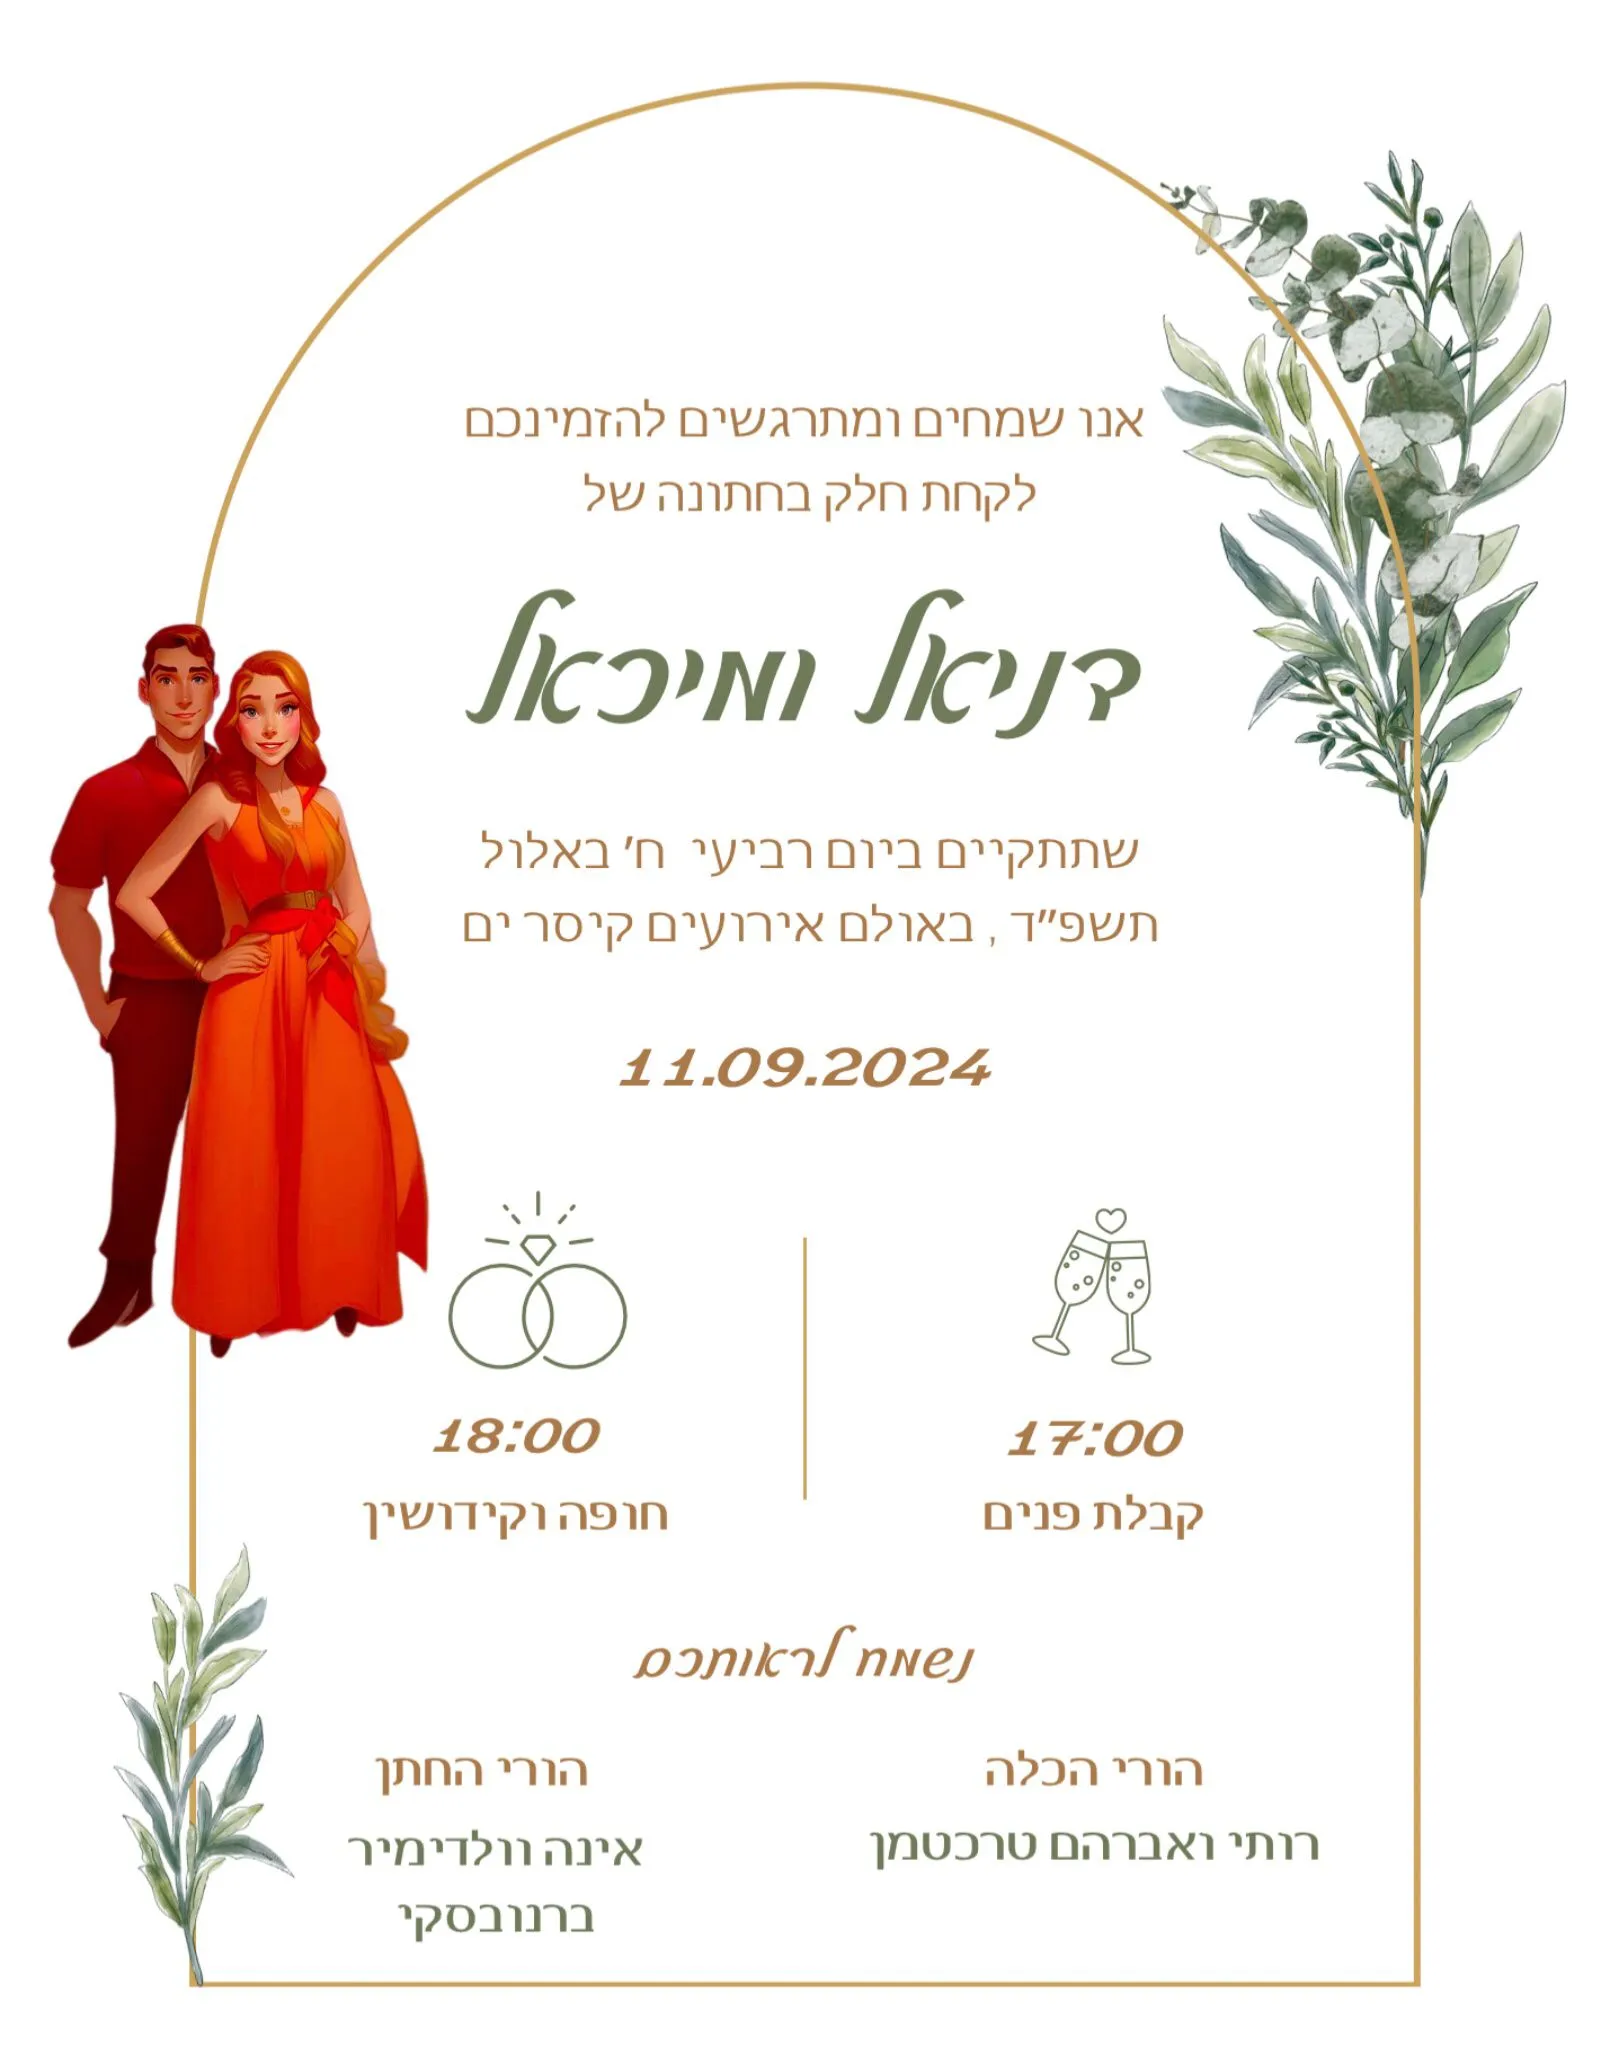 אנו שמחים ומתרגשים להזמינכם
לקחת חלק בחתונה של
דניאל ומיכאל
שתתקיים ביום רביעי ח' באלול
תשפ"ד , באולם אירועים קיסר ים
11.09.2024
17:00
קבלת פנים
18:00
חופה וקידושין
נשמח לראותכם
הורי הכלה
רותי ואברהם טרכטמן
הורי החתן
אינה וולדימיר
ברנובסקי